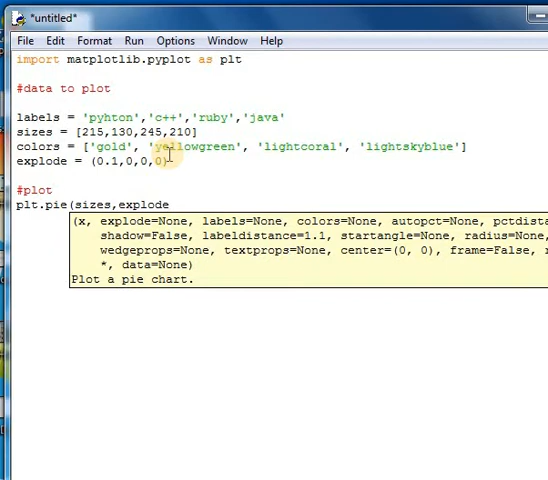 *untitled*
File Edit Format Run Options Window Help
import matplotlib.pyplot as plt
#data to plot
labels = 'pyhton','c++','ruby','java'
sizes = [215,130,245,210]
colors = ['gold', 'yellowgreen', 'lightcoral', 'lightskyblue']
explode = (0.1,0,0,0)
#plot
plt.pie(sizes,explode
(x, explode=None, labels=None, colors=None, autopct=None, pctdis
shadow=False, labeldistance=1.1, startangle=None, radius=None,
wedgeprops=None, textprops=None, center=(0, 0), frame=False, r
*, data=None)
Plot a pie chart.